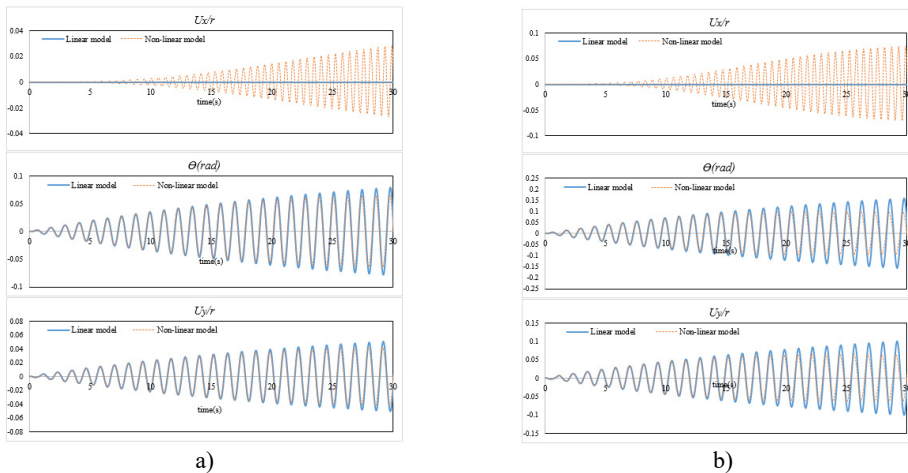 Ux/r
0.04
Linear model Non-linear model
0.02
0
0 5 10 15 20 25 30
time(s)
-0.02
-0.04
Θ(rad)
0.1
Linear model Non-linear model
0.05
0
0 5 10 15 20 25 30
time(s)
-0.05
-0.1
Uy/r
0.08
Linear model Non-linear model
0.06
0.04
0.02
0
0 5 10 15 20 25 30
-0.02
-0.04
time(s)
-0.06
-0.08
a)
Ux/r
0.1
Linear model Non-linear model
0.05
0
0 5 10 15 20 25 30
time(s)
-0.05
-0.1
Θ(rad)
0.25
Linear model Non-linear model
0.2
0.15
0.1
0.05
0
0 5 10 15 20 25 30
-0.05
time(s)
-0.1
-0.15
-0.2
-0.25
Uy/r
0.15
Linear model Non-linear model
0.1
0.05
0
0 5 10 15 20 25 30
time(s)
-0.05
-0.1
-0.15
b)